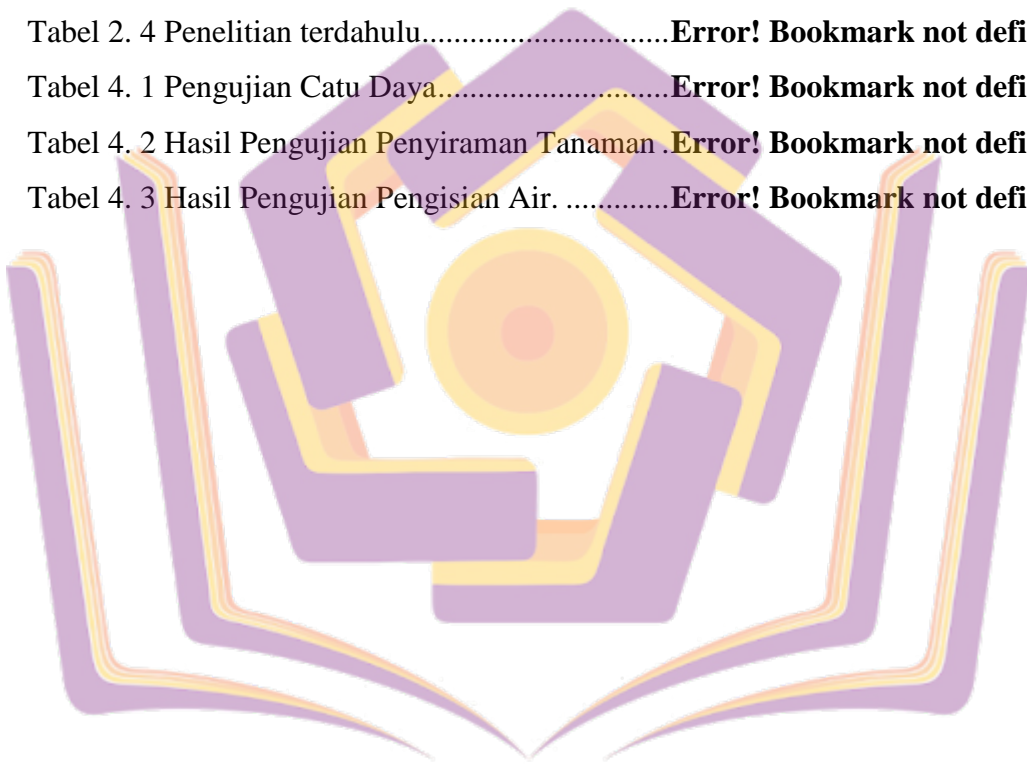 Tabel 2. 4 Penelitian terdahulu............................Error! Bookmark not defi
Tabel 4. 1 Pengujian Catu Daya..........................Error! Bookmark not defi
Tabel 4. 2 Hasil Pengujian Penyiraman Tanaman .Error! Bookmark not defi
Tabel 4. 3 Hasil Pengujian Pengisian Air. ............Error! Bookmark not defi